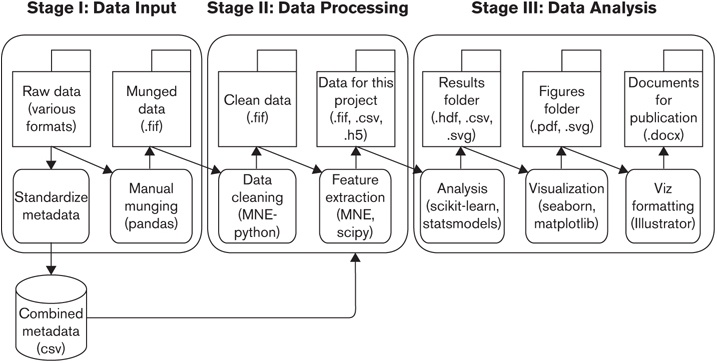 Stage I: Data Input
Stage II: Data Processing
Stage III: Data Analysis
Raw data
(various
formats)
Munged
data
(.fif)
Clean data
(.fif)
Data for this
project
(.fif, .csv,
.h5)
Results
folder
(.hdf, .csv,
.svg)
Figures
folder
(.pdf, .svg)
Documents
for
publication
(.docx)
Standardize
metadata
Manual
munging
(pandas)
Data
cleaning
(MNE-
python)
Feature
extraction
(MNE,
scipy)
Analysis
(scikit-learn,
statsmodels)
Visualization
(seaborn,
matplotlib)
Viz
formatting
(Illustrator)
Combined
metadata
(csv)